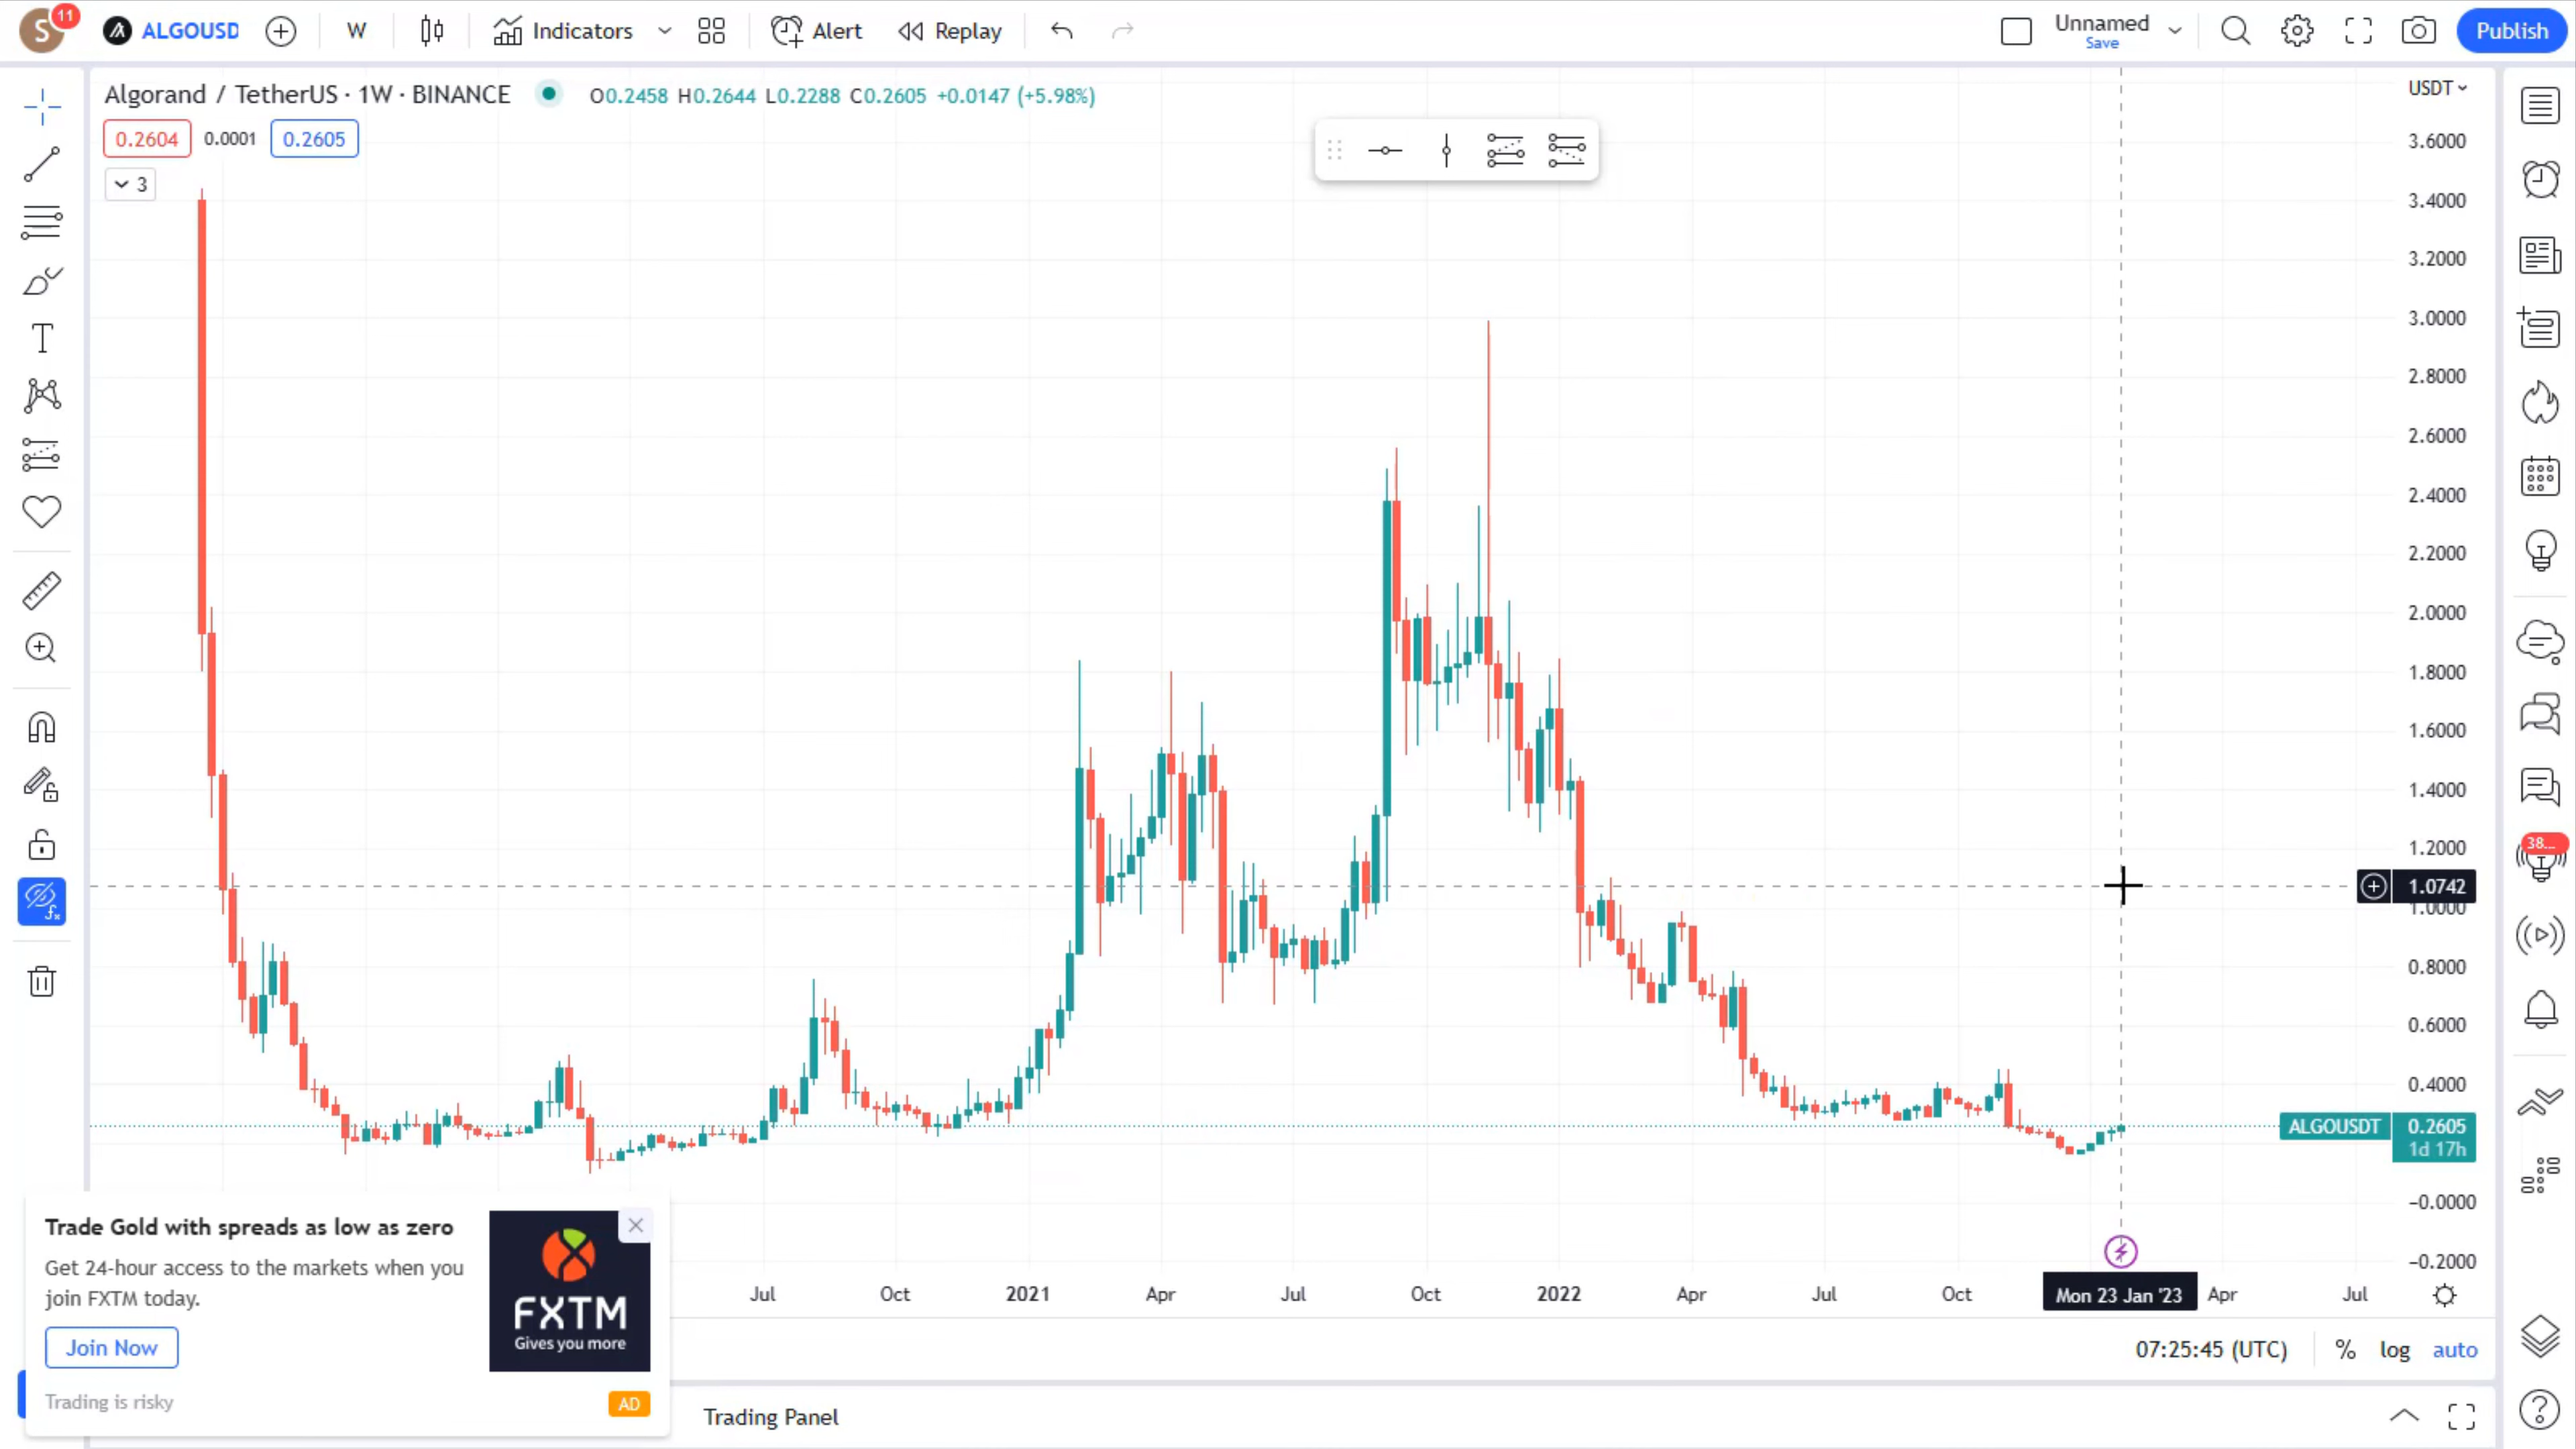 S 11 ALGOUSD W Indicators Alert Replay Unnamed Save Publish
Algorand / TetherUS · 1W · BINANCE O0.2458 H0.2644 L0.2288 C0.2605 +0.0147 (+5.98%)
USDT
0.2604 0.0001 0.2605
3
3.6000
3.4000
3.2000
3.0000
2.8000
2.6000
2.4000
2.2000
2.0000
1.8000
1.6000
1.4000
1.2000
38...
1.0742
1.0000
0.8000
0.6000
0.4000
ALGOUSDT 0.2605
1d 17h
−0.0000
−0.2000
Jul Oct 2021 Apr Jul Oct 2022 Apr Jul Oct Mon 23 Jan '23 Apr Jul
Trade Gold with spreads as low as zero
Get 24-hour access to the markets when you
join FXTM today.
Join Now
Trading is risky
FXTM
Gives you more
AD
07:25:45 (UTC) % log auto
Trading Panel